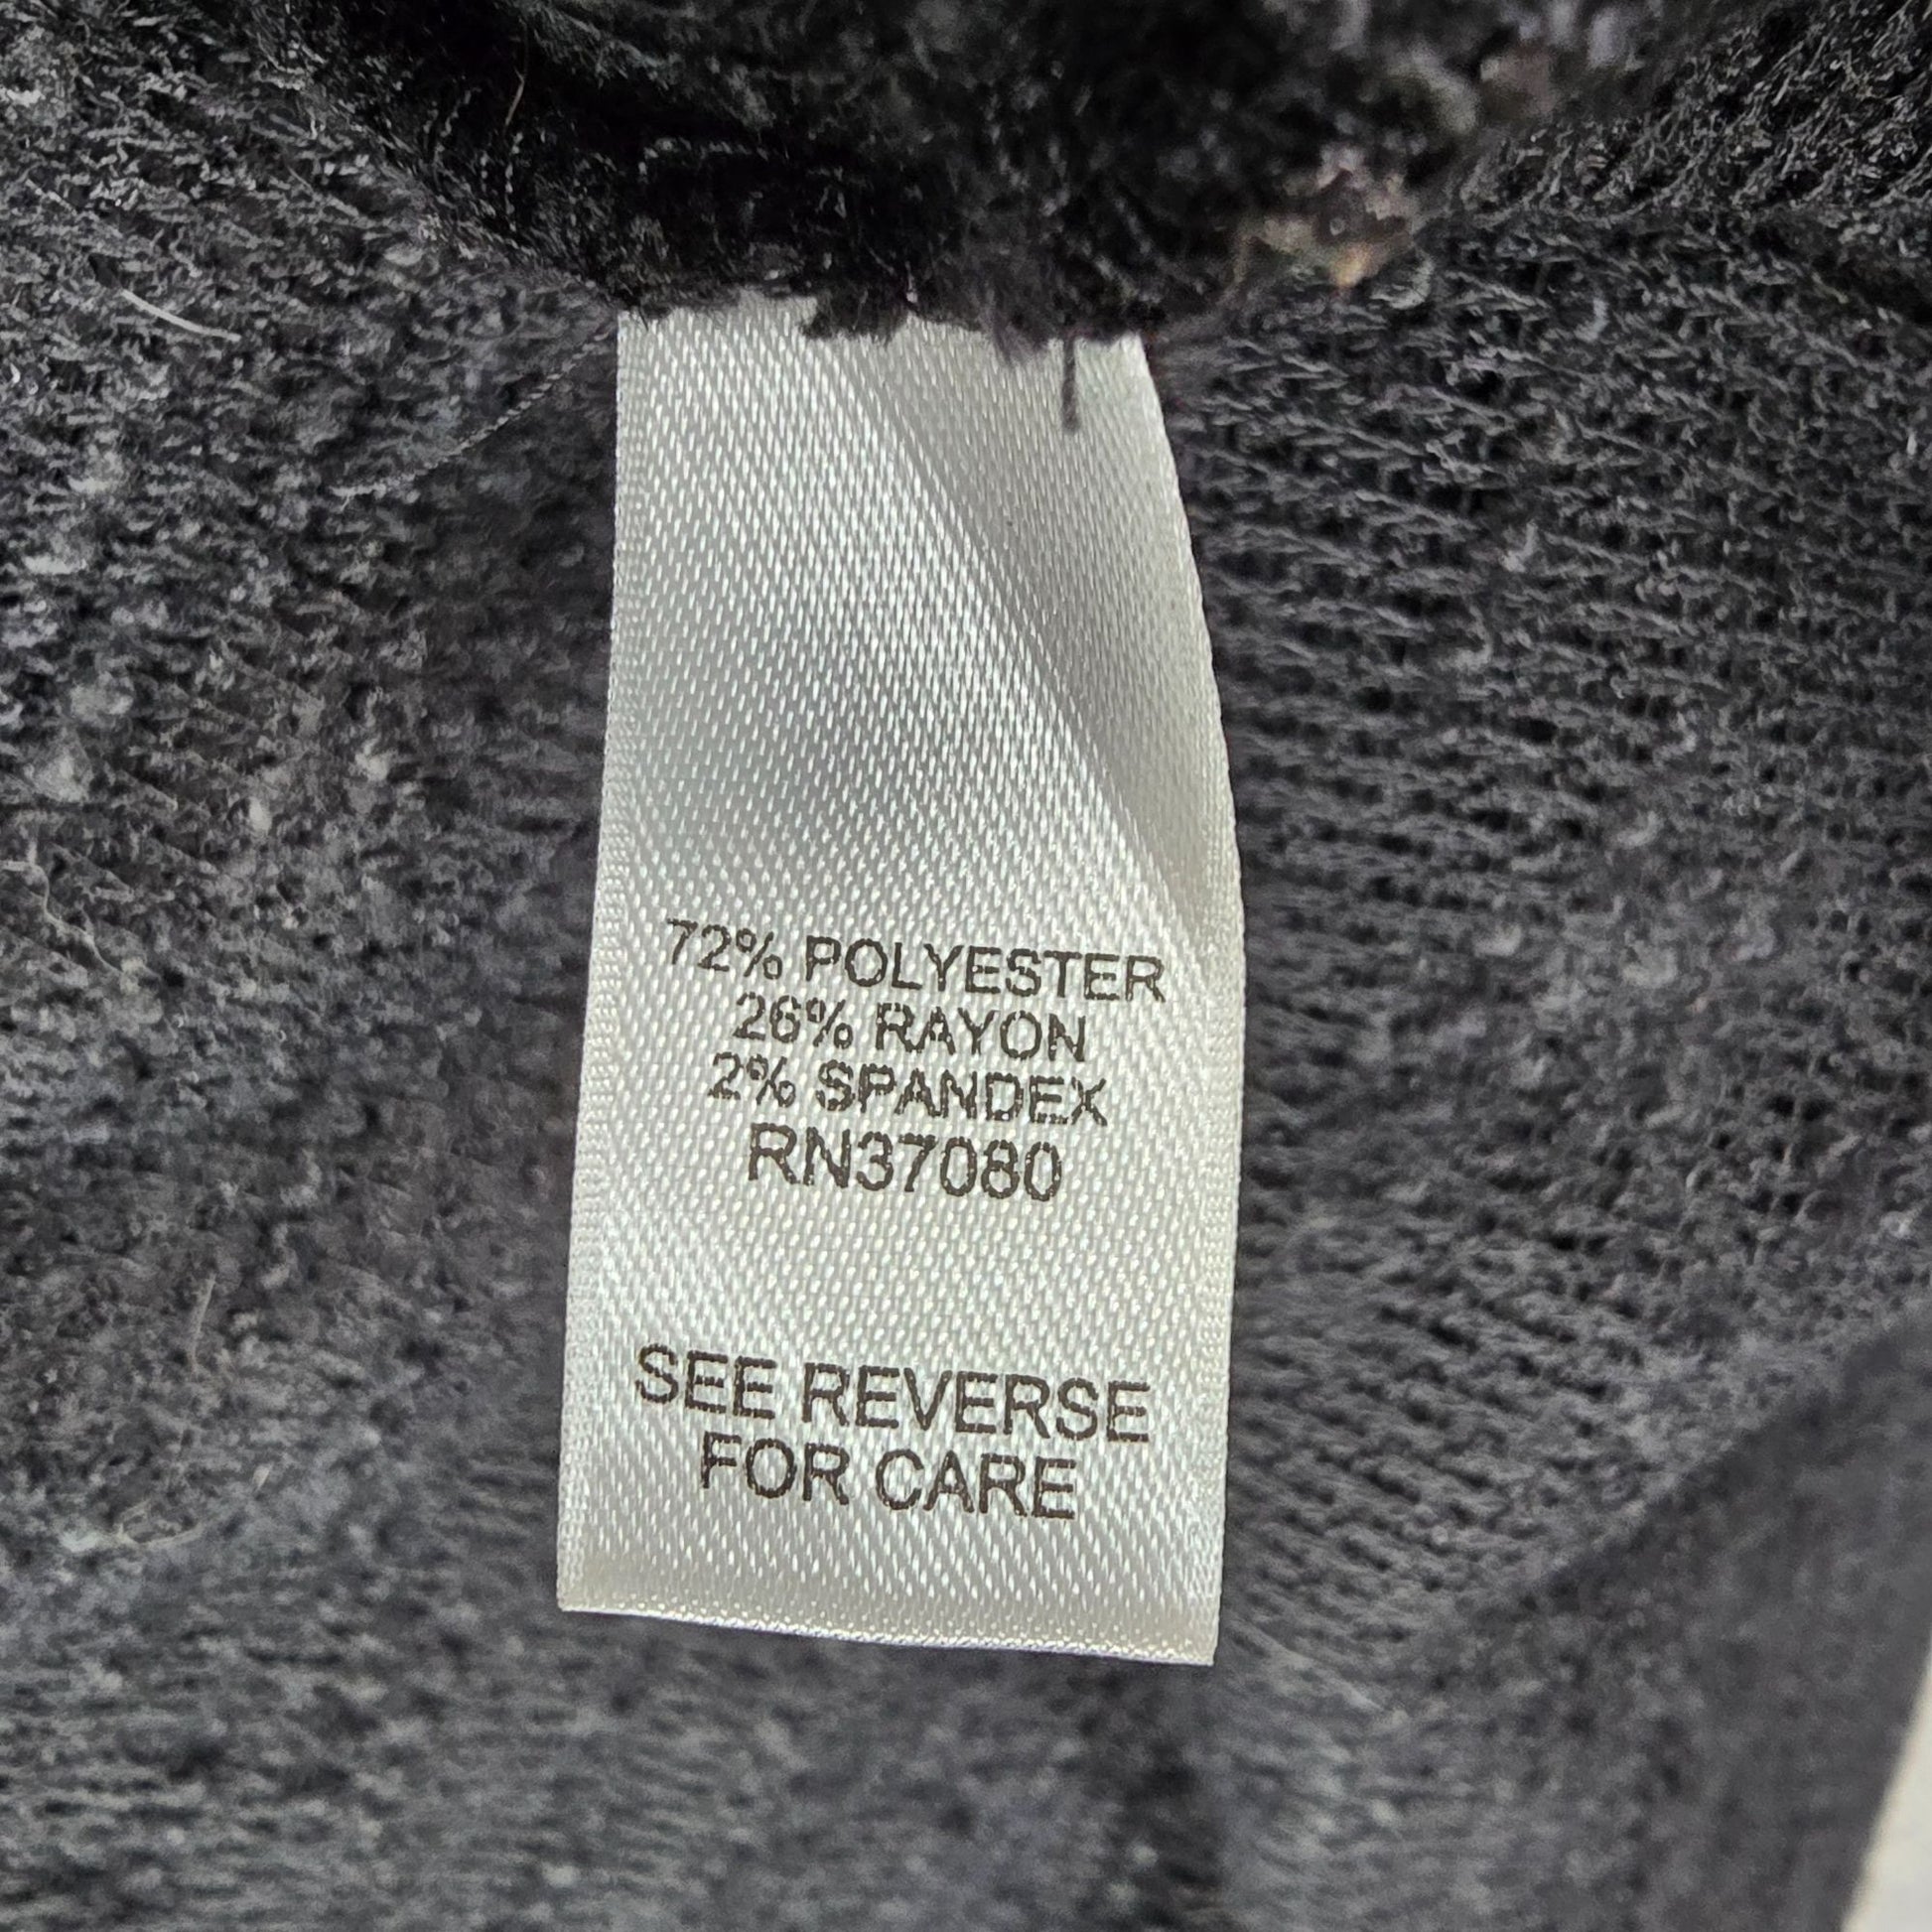 72% POLYESTER
26% RAYON
2% SPANDEX
RN37080
SEE REVERSE
FOR CARE